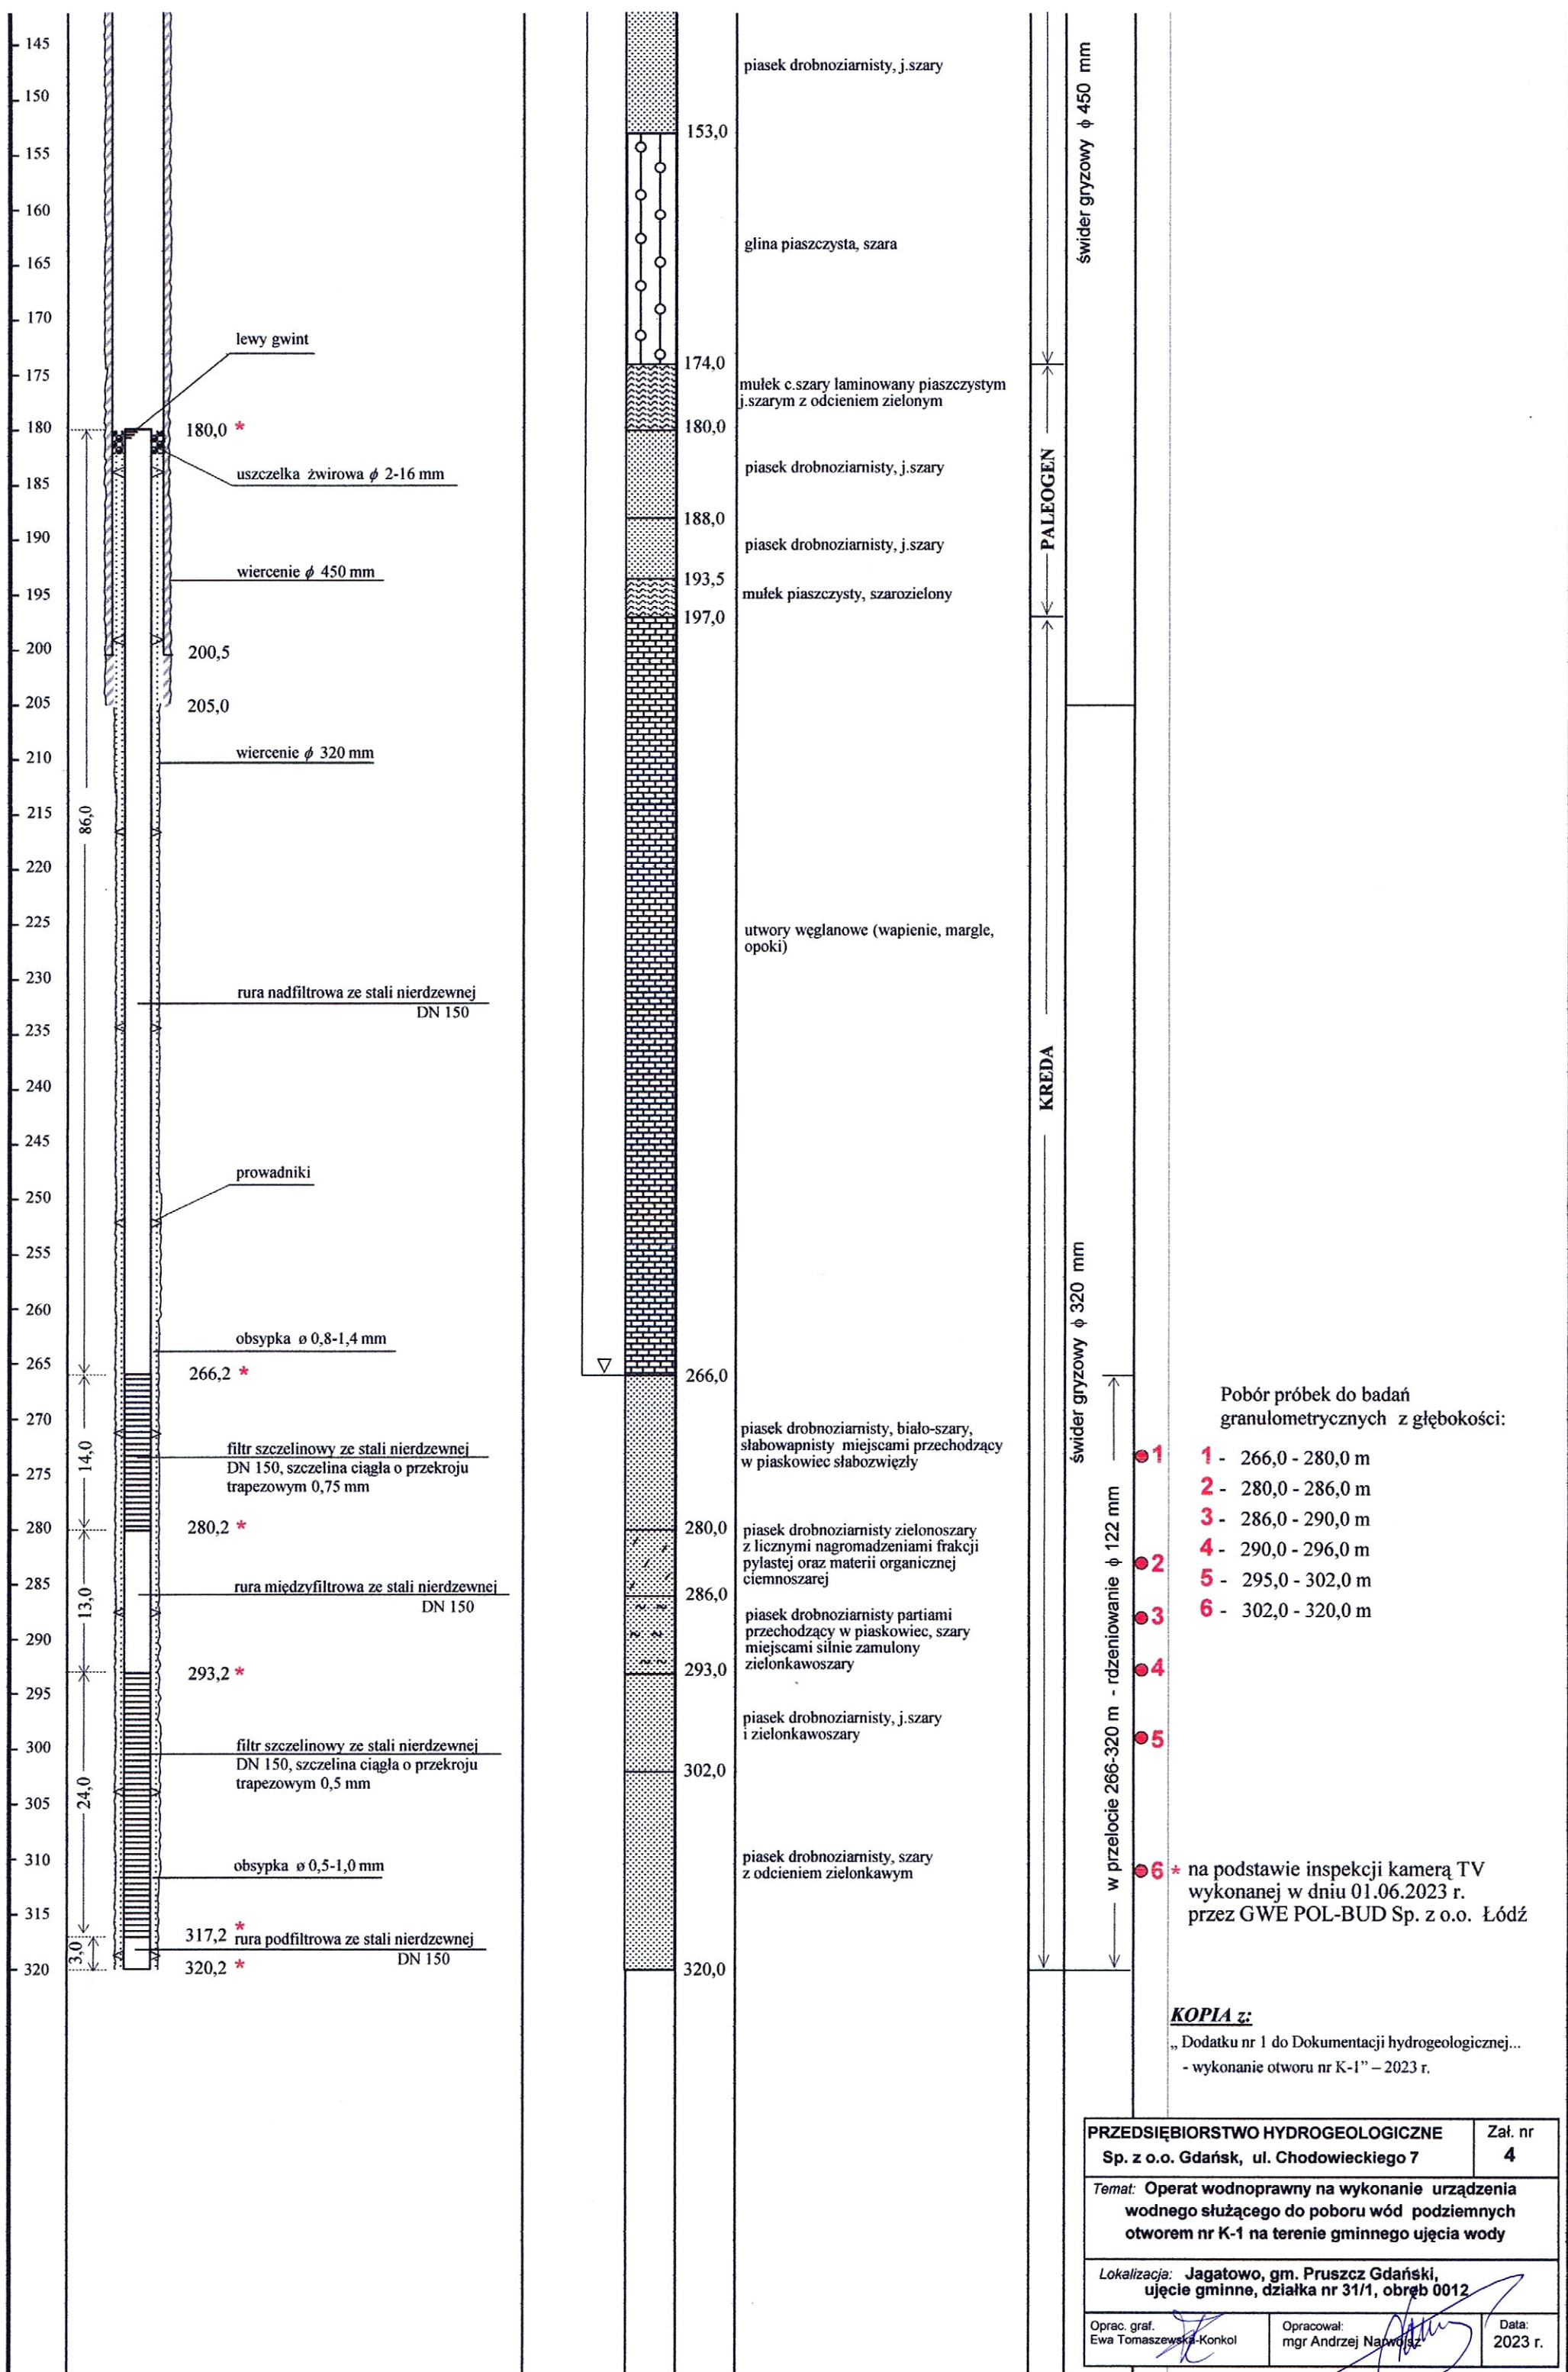 145
150
155
160
165
170
175
180
185
190
195
200
205
210
215
220
225
230
235
240
245
250
255
260
265
270
275
280
285
290
295
300
305
310
315
320
86,0
14,0
13,0
24,0
3,0
lewy gwint
180,0 *
uszczelka żwirowa ϕ 2-16 mm
wiercenie ϕ 450 mm
200,5
205,0
wiercenie ϕ 320 mm
rura nadfiltrowa ze stali nierdzewnej
DN 150
prowadniki
obsypka ø 0,8-1,4 mm
266,2 *
filtr szczelinowy ze stali nierdzewnej
DN 150, szczelina ciągła o przekroju
trapezowym 0,75 mm
280,2 *
rura międzyfiltrowa ze stali nierdzewnej
DN 150
293,2 *
filtr szczelinowy ze stali nierdzewnej
DN 150, szczelina ciągła o przekroju
trapezowym 0,5 mm
obsypka ø 0,5-1,0 mm
317,2 *
rura podfiltrowa ze stali nierdzewnej
DN 150
320,2 *
153,0
174,0
180,0
188,0
193,5
197,0
266,0
280,0
286,0
293,0
302,0
320,0
piasek drobnoziarnisty, j.szary
glina piaszczysta, szara
mułek c.szary laminowany piaszczystym
j.szarym z odcieniem zielonym
piasek drobnoziarnisty, j.szary
piasek drobnoziarnisty, j.szary
mułek piaszczysty, szarozielony
utwory węglanowe (wapienie, margle,
opoki)
piasek drobnoziarnisty, biało-szary,
słabowapnisty miejscami przechodzący
w piaskowiec słabozwięzły
piasek drobnoziarnisty zielonoszary
z licznymi nagromadzeniami frakcji
pylastej oraz materii organicznej
ciemnoszarej
piasek drobnoziarnisty partiami
przechodzący w piaskowiec, szary
miejscami silnie zamulony
zielonkawoszary
piasek drobnoziarnisty, j.szary
i zielonkawoszary
piasek drobnoziarnisty, szary
z odcieniem zielonkawym
PALEOGEN
KREDA
świder gryzowy ϕ 450 mm
świder gryzowy ϕ 320 mm
w przelocie 266-320 m - rdzeniowanie ϕ 122 mm
1
2
3
4
5
6
Pobór próbek do badań
granulometrycznych z głębokości:
1 - 266,0 - 280,0 m
2 - 280,0 - 286,0 m
3 - 286,0 - 290,0 m
4 - 290,0 - 296,0 m
5 - 295,0 - 302,0 m
6 - 302,0 - 320,0 m
* na podstawie inspekcji kamerą TV
wykonanej w dniu 01.06.2023 r.
przez GWE POL-BUD Sp. z o.o. Łódź
KOPIA z:
„ Dodatku nr 1 do Dokumentacji hydrogeologicznej...
- wykonanie otworu nr K-1” – 2023 r.
PRZEDSIĘBIORSTWO HYDROGEOLOGICZNE
Sp. z o.o. Gdańsk, ul. Chodowieckiego 7
Zał. nr
4
Temat: Operat wodnoprawny na wykonanie urządzenia
wodnego służącego do poboru wód podziemnych
otworem nr K-1 na terenie gminnego ujęcia wody
Lokalizacja: Jagatowo, gm. Pruszcz Gdański,
ujęcie gminne, działka nr 31/1, obręb 0012
Oprac. graf.
Ewa Tomaszewska-Konkol
Opracował:
mgr Andrzej Narwojsz
Data:
2023 r.